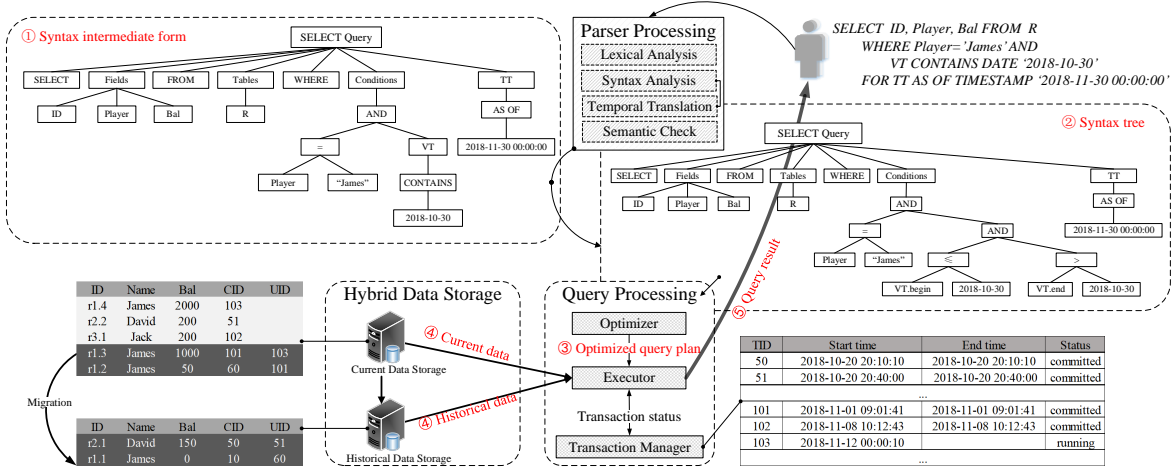 ① Syntax intermediate form
SELECT Query
SELECT Fields FROM Tables WHERE Conditions TT
ID Player Bal R AND AS OF
= VT 2018-11-30 00:00:00
Player “James” CONTAINS
2018-10-30
Parser Processing
Lexical Analysis
Syntax Analysis
Temporal Translation
Semantic Check
SELECT ID, Player, Bal FROM R
WHERE Player='James' AND
VT CONTAINS DATE ‘2018-10-30’
FOR TT AS OF TIMESTAMP ‘2018-11-30 00:00:00’
② Syntax tree
SELECT Query
SELECT Fields FROM Tables WHERE Conditions TT
ID Player Bal R AND AS OF
2018-11-30 00:00:00
= AND
Player “James” ≤ >
VT.begin 2018-10-30 VT.end 2018-10-30
ID Name Bal CID UID
r1.4 James 2000 103
r2.2 David 200 51
r3.1 Jack 200 102
r1.3 James 1000 101 103
r1.2 James 50 60 101
Migration
ID Name Bal CID UID
r2.1 David 150 50 51
r1.1 James 0 10 60
Hybrid Data Storage
Current Data Storage
Historical Data Storage
④ Current data
④ Historical data
Query Processing
Optimizer
③ Optimized query plan
Executor
Transaction status
Transaction Manager
⑤ Query result
TID Start time End time Status
50 2018-10-20 20:10:10 2018-10-20 20:10:10 committed
51 2018-10-20 20:40:00 2018-10-20 20:40:00 committed
...
101 2018-11-01 09:01:41 2018-11-01 09:01:41 committed
102 2018-11-08 10:12:43 2018-11-08 10:12:43 committed
103 2018-11-12 00:00:10 running
...